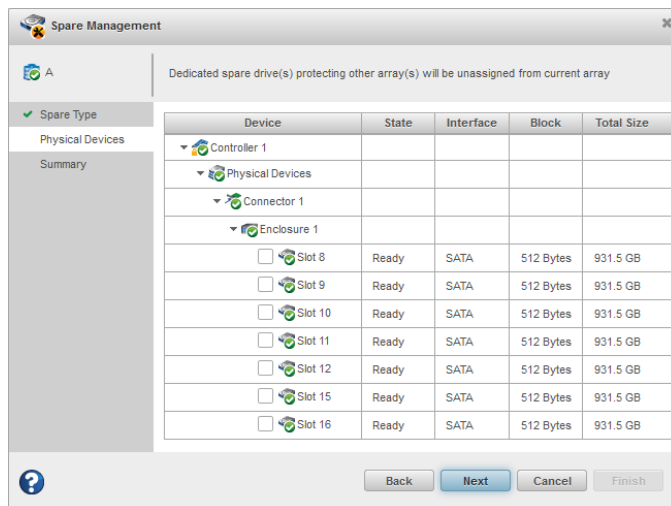 Spare Management
A
Dedicated spare drive(s) protecting other array(s) will be unassigned from current array
Spare Type
Physical Devices
Summary
Device State Interface Block Total Size
Controller 1
Physical Devices
Connector 1
Enclosure 1
Slot 8 Ready SATA 512 Bytes 931.5 GB
Slot 9 Ready SATA 512 Bytes 931.5 GB
Slot 10 Ready SATA 512 Bytes 931.5 GB
Slot 11 Ready SATA 512 Bytes 931.5 GB
Slot 12 Ready SATA 512 Bytes 931.5 GB
Slot 15 Ready SATA 512 Bytes 931.5 GB
Slot 16 Ready SATA 512 Bytes 931.5 GB
? Back Next Cancel Finish